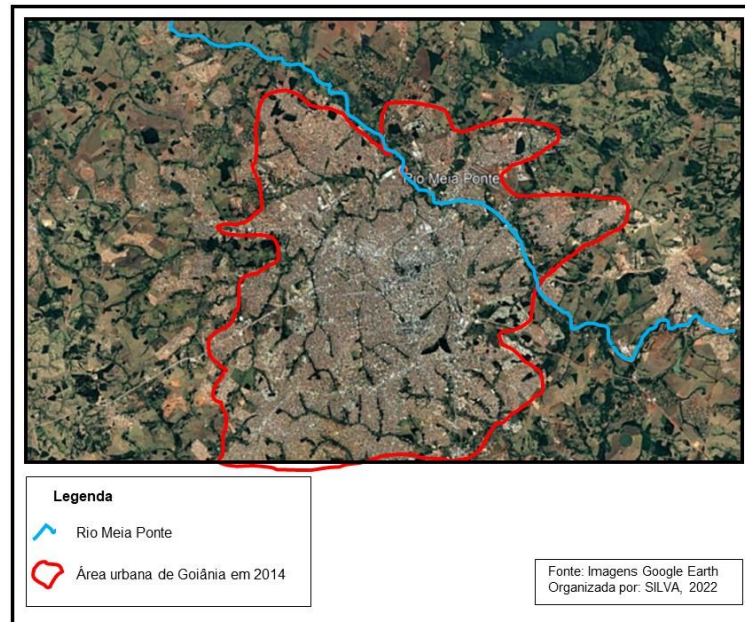 Rio Meia Ponte
Legenda
Rio Meia Ponte
Área urbana de Goiânia em 2014
Fonte: Imagens Google Earth
Organizada por: SILVA, 2022